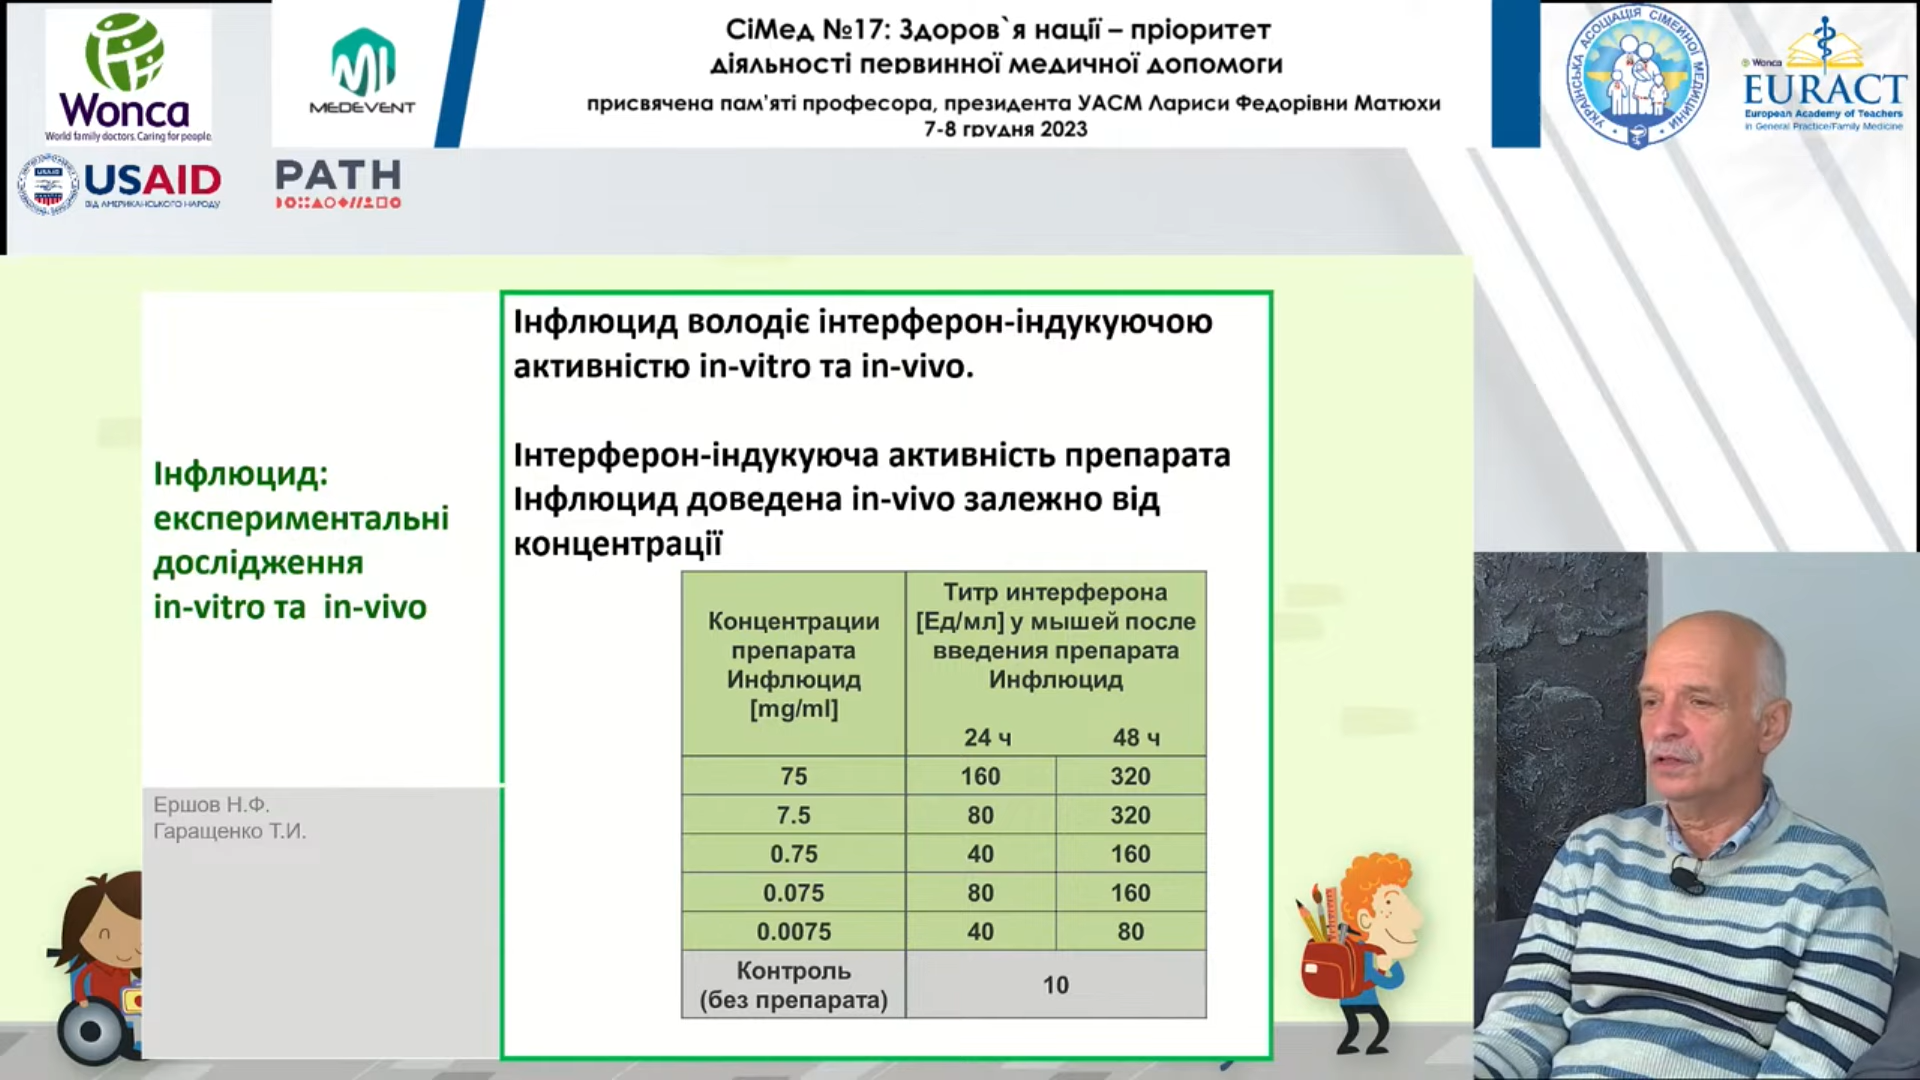 Wonca
World family doctors. Caring for people.
MEDEVENT
СіМед №17: Здоров`я нації – пріоритет
діяльності первинної медичної допомоги
присвячена пам'яті професора, президента УАСМ Лариси Федорівни Матюхи
7-8 грудня 2023
УКРАЇНСЬКА АСОЦІАЦІЯ СІМЕЙНОЇ МЕДИЦИНИ
Wonca
EURACT
European Academy of Teachers
in General Practice/Family Medicine
USAID
USAID
ВІД АМЕРИКАНСЬКОГО НАРОДУ
PATH
Інфлюцид:
експериментальні
дослідження
in-vitro та in-vivo
Ершов Н.Ф.
Гаращенко Т.И.
Інфлюцид володіє інтерферон-індукуючою
активністю in-vitro та in-vivo.
Інтерферон-індукуюча активність препарата
Інфлюцид доведена in-vivo залежно від
концентрації
Концентрации
препарата
Инфлюцид
[mg/ml]
Титр интерферона
[Ед/мл] у мышей после
введения препарата
Инфлюцид
24 ч 48 ч
75 160 320
7.5 80 320
0.75 40 160
0.075 80 160
0.0075 40 80
Контроль
(без препарата)
10